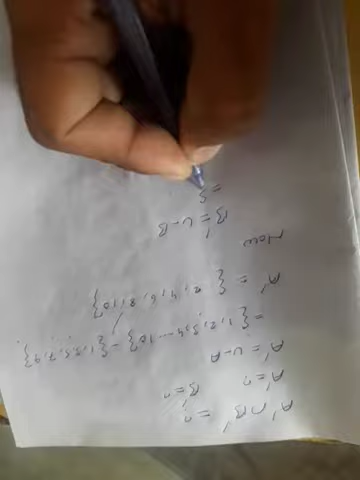 A' ∩ B' = ?
A' = ? B' = ?
A' = U - A
= {1, 2, 3, 4 .... 10} - {1, 3, 5, 7, 9}
A' = {2, 4, 6, 8, 10}
Now
B' = U - B
= {